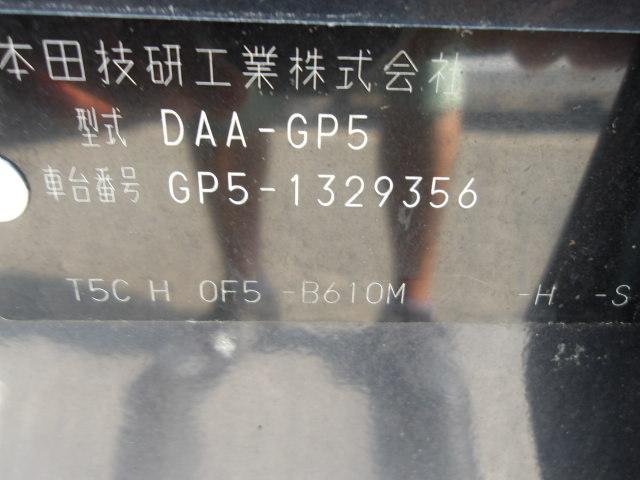 本田技研工業株式会社
型式 DAA-GP5
車台番号 GP5-1329356
T5C H 0F5 -B610M -H -S